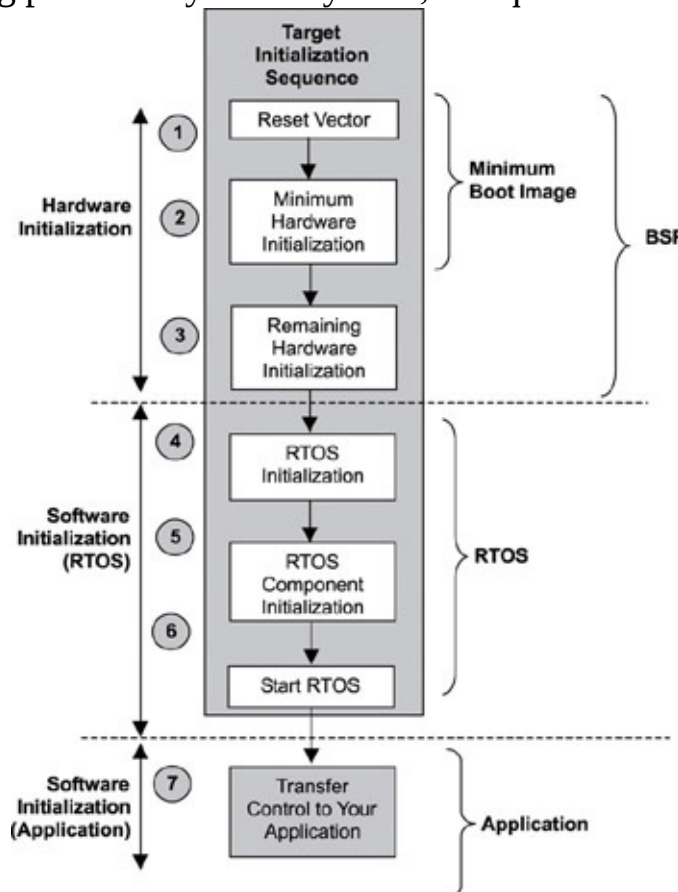 Target
Initialization
Sequence
1
Reset Vector
Minimum
Boot Image
Hardware
Initialization
2
Minimum
Hardware
Initialization
3
Remaining
Hardware
Initialization
4
RTOS
Initialization
Software
Initialization
(RTOS)
5
RTOS
Component
Initialization
RTOS
6
Start RTOS
Software
Initialization
(Application)
7
Transfer
Control to Your
Application
Application